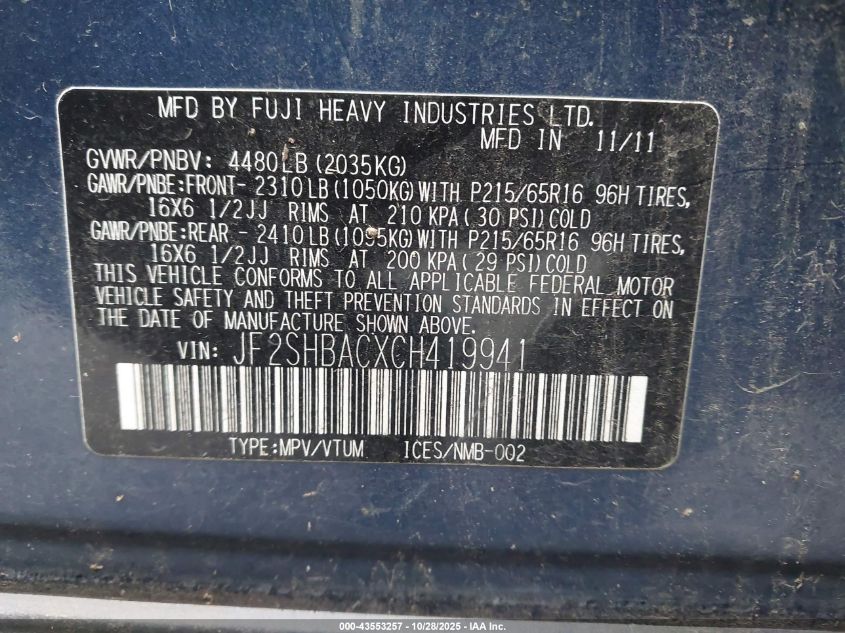 MFD BY FUJI HEAVY INDUSTRIES LTD.
MFD IN 11/11
GVWR/PNBV: 4480LB(2035KG)
GAWR/PNBE:FRONT- 2310LB(1050KG)WITH P215/65R16 96H TIRES,
16X6 1/2JJ RIMS AT 210 KPA(30 PSI)COLD
GAWR/PNBE:REAR - 2410LB(1095KG)WITH P215/65R16 96H TIRES,
16X6 1/2JJ RIMS AT 200 KPA(29 PSI)COLD
THIS VEHICLE CONFORMS TO ALL APPLICABLE FEDERAL MOTOR
VEHICLE SAFETY AND THEFT PREVENTION STANDARDS IN EFFECT ON
THE DATE OF MANUFACTURE SHOWN ABOVE.
VIN: JF2SHBACXCH419941
TYPE:MPV/VTUM ICES/NMB-002
000-43553257 - 10/28/2025 - IAA Inc.